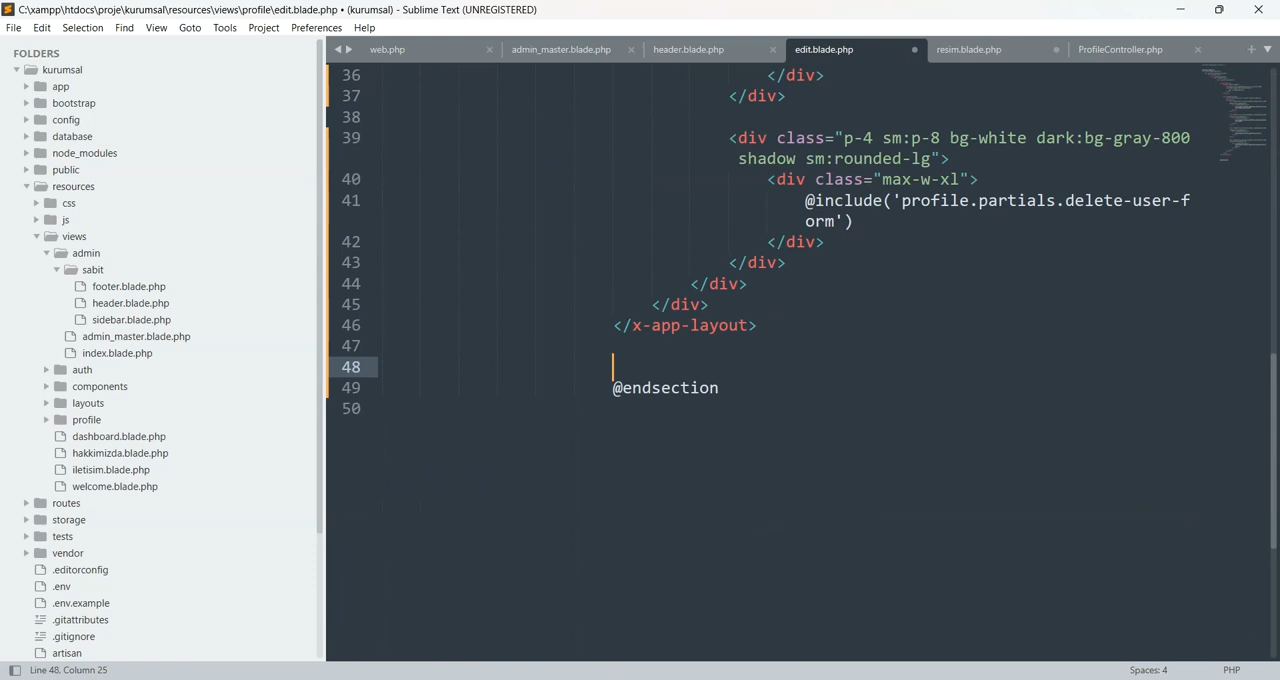 C:\xampp\htdocs\proje\kurumsal\resources\views\profile\edit.blade.php • (kurumsal) - Sublime Text (UNREGISTERED)
File Edit Selection Find View Goto Tools Project Preferences Help
FOLDERS
kurumsal
app
bootstrap
config
database
node_modules
public
resources
css
js
views
admin
sabit
footer.blade.php
header.blade.php
sidebar.blade.php
admin_master.blade.php
index.blade.php
auth
components
layouts
profile
dashboard.blade.php
hakkimizda.blade.php
iletisim.blade.php
welcome.blade.php
routes
storage
tests
vendor
.editorconfig
.env
.env.example
.gitattributes
.gitignore
artisan
web.php admin_master.blade.php header.blade.php edit.blade.php resim.blade.php ProfileController.php
36 </div>
37 </div>
38
39 <div class="p-4 sm:p-8 bg-white dark:bg-gray-800
shadow sm:rounded-lg">
40 <div class="max-w-xl">
41 @include('profile.partials.delete-user-f
orm')
42 </div>
43 </div>
44 </div>
45 </div>
46 </x-app-layout>
47
48
49 @endsection
50
Line 48, Column 25
Spaces: 4 PHP